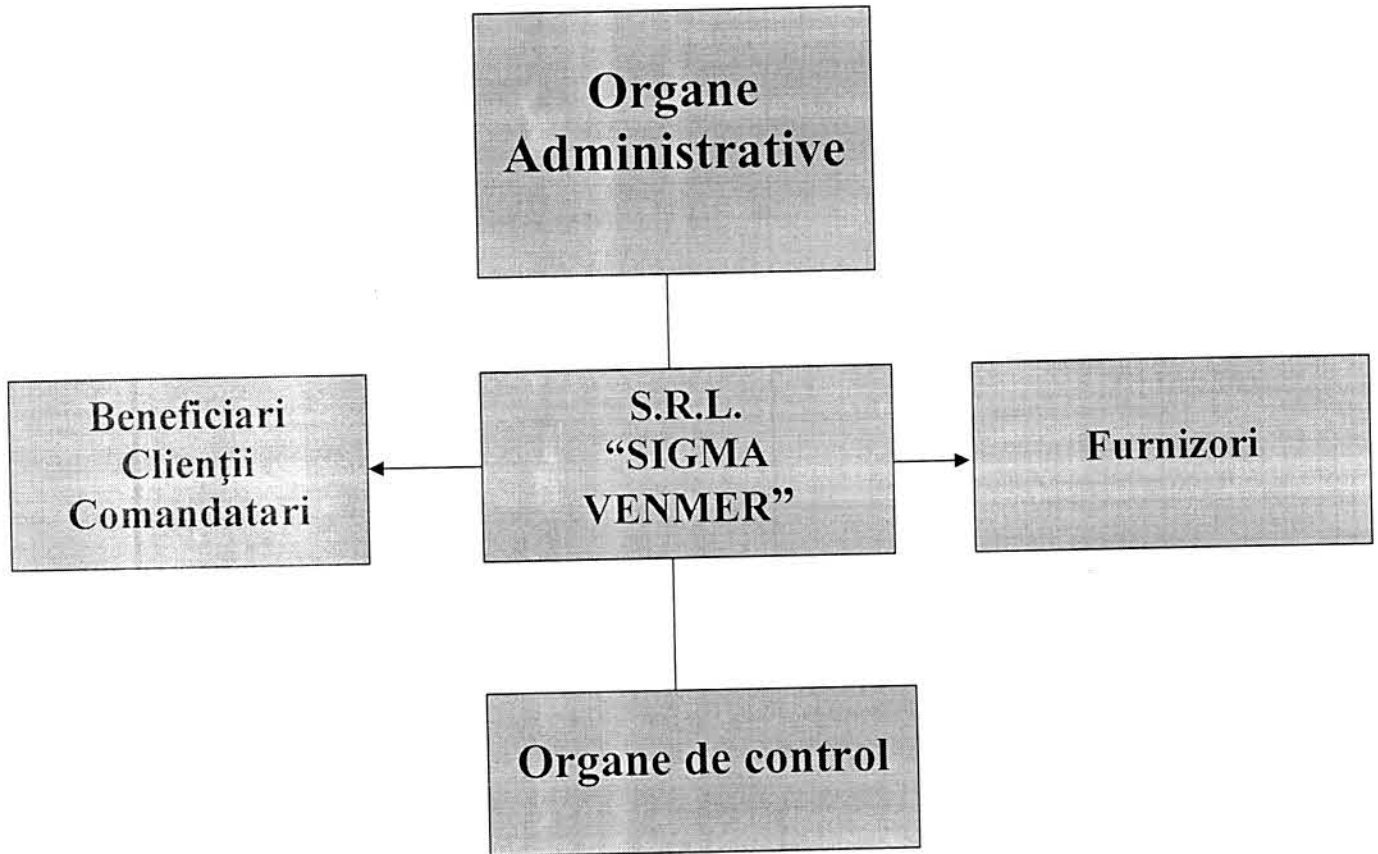 Organe
Administrative
Beneficiari
Clienţii
Comandatari
S.R.L.
“SIGMA
VENMER”
Furnizori
Organe de control